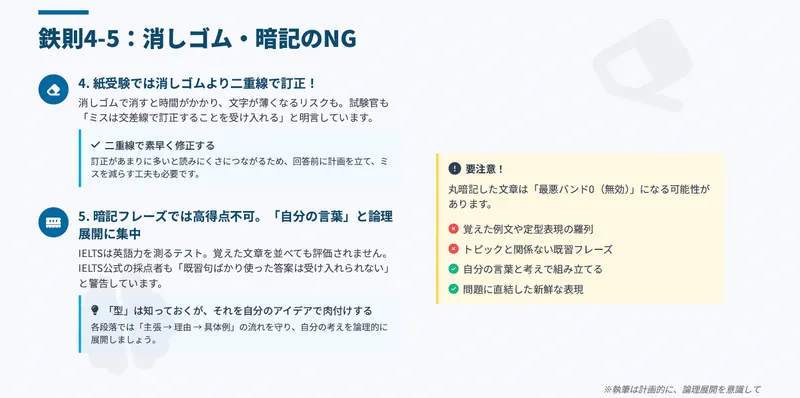 鉄則4-5：消しゴム・暗記のNG
4. 紙受験では消しゴムより二重線で訂正！
消しゴムで消すと時間がかかり、文字が薄くなるリスクも。試験官も
「ミスは交差線で訂正することを受け入れる」と明言しています。
二重線で素早く修正する
訂正があまりに多いと読みにくさにつながるため、回答前に計画を立て、ミ
スを減らす工夫も必要です。
5. 暗記フレーズでは高得点不可。「自分の言葉」と論理
展開に集中
IELTSは英語力を測るテスト。覚えた文章を並べても評価されません。
IELTS公式の採点者も「既習句ばかり使った答案は受け入れられない」
と警告しています。
「型」は知っておくが、それを自分のアイデアで肉付けする
各段落では「主張 → 理由 → 具体例」の流れを守り、自分の考えを論理的に
展開しましょう。
要注意！
丸暗記した文章は「最悪バンド0（無効）」になる可能性が
あります。
覚えた例文や定型表現の羅列
トピックと関係ない既習フレーズ
自分の言葉と考えで組み立てる
問題に直結した新鮮な表現
※執筆は計画的に、論理展開を意識して